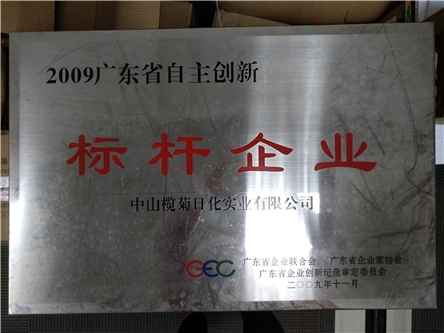 2009广东省自主创新
标杆企业
中山榄菊日化实业有限公司
GEC 广东省企业联合会 广东省企业家协会
广东省企业创新纪录审定委员会
二〇〇九年十一月